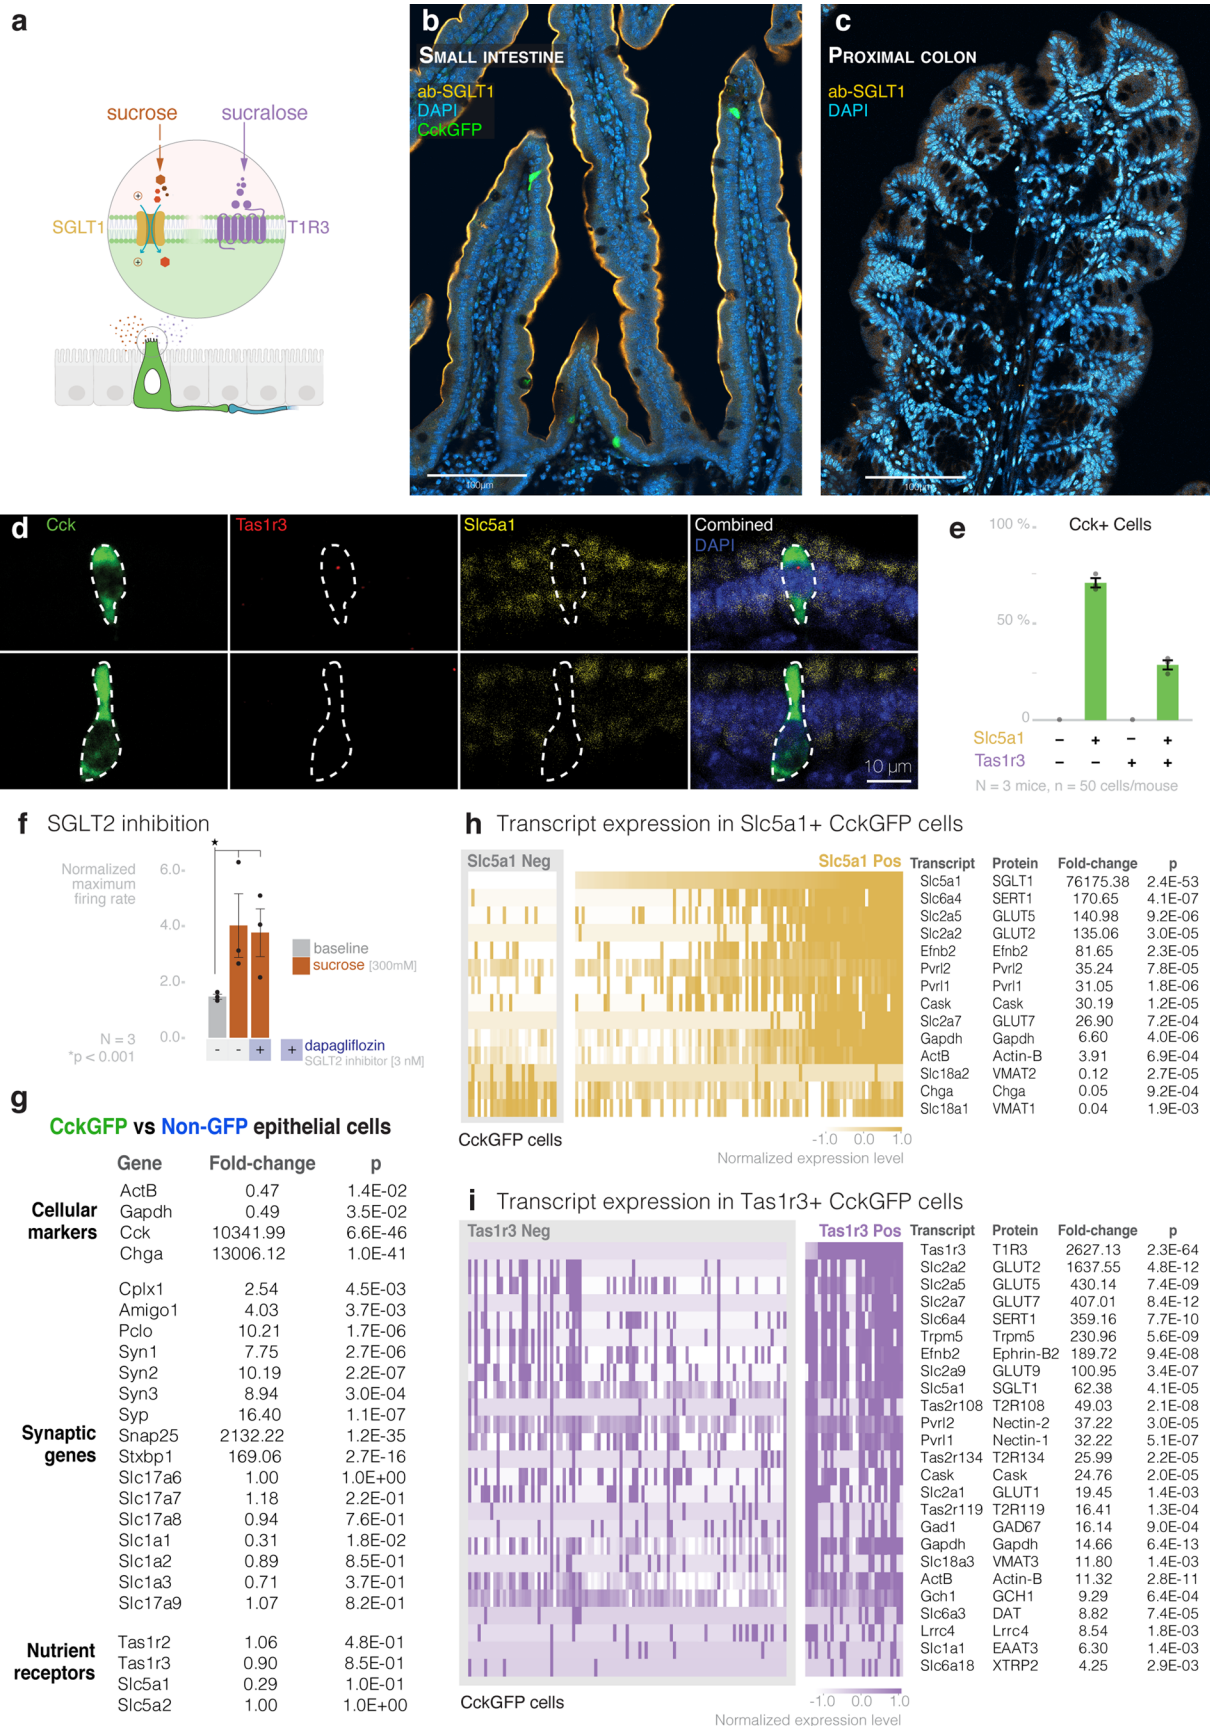 a
sucrose sucralose
SGLT1 T1R3
b
SMALL INTESTINE
ab-SGLT1
DAPI
CckGFP
100µm
c
PROXIMAL COLON
ab-SGLT1
DAPI
100µm
d
Cck Tas1r3 Slc5a1 Combined
DAPI
10 µm
e
Cck+ Cells
100 %
50 %
0
Slc5a1 – + – +
Tas1r3 – – + +
N = 3 mice, n = 50 cells/mouse
f SGLT2 inhibition
Normalized
maximum
firing rate
6.0
4.0
2.0
0.0
★
baseline
sucrose [300mM]
N = 3
*p < 0.001
- - + + dapagliflozin
SGLT2 inhibitor [3 nM]
g
CckGFP vs Non-GFP epithelial cells
Gene Fold-change p
Cellular
markers
ActB 0.47 1.4E-02
Gapdh 0.49 3.5E-02
Cck 10341.99 6.6E-46
Chga 13006.12 1.0E-41
Synaptic
genes
Cplx1 2.54 4.5E-03
Amigo1 4.03 3.7E-03
Pclo 10.21 1.7E-06
Syn1 7.75 2.7E-06
Syn2 10.19 2.2E-07
Syn3 8.94 3.0E-04
Syp 16.40 1.1E-07
Snap25 2132.22 1.2E-35
Stxbp1 169.06 2.7E-16
Slc17a6 1.00 1.0E+00
Slc17a7 1.18 2.2E-01
Slc17a8 0.94 7.6E-01
Slc1a1 0.31 1.8E-02
Slc1a2 0.89 8.5E-01
Slc1a3 0.71 3.7E-01
Slc17a9 1.07 8.2E-01
Nutrient
receptors
Tas1r2 1.06 4.8E-01
Tas1r3 0.90 8.5E-01
Slc5a1 0.29 1.0E-01
Slc5a2 1.00 1.0E+00
h Transcript expression in Slc5a1+ CckGFP cells
Slc5a1 Neg Slc5a1 Pos Transcript Protein Fold-change p
Slc5a1 SGLT1 76175.38 2.4E-53
Slc6a4 SERT1 170.65 4.1E-07
Slc2a5 GLUT5 140.98 9.2E-06
Slc2a2 GLUT2 135.06 3.0E-05
Efnb2 Efnb2 81.65 2.3E-05
Pvrl2 Pvrl2 35.24 7.8E-05
Pvrl1 Pvrl1 31.05 1.8E-06
Cask Cask 30.19 1.2E-05
Slc2a7 GLUT7 26.90 7.2E-04
Gapdh Gapdh 6.60 4.0E-06
ActB Actin-B 3.91 6.9E-04
Slc18a2 VMAT2 0.12 2.7E-05
Chga Chga 0.05 9.2E-04
Slc18a1 VMAT1 0.04 1.9E-03
CckGFP cells
-1.0 0.0 1.0
Normalized expression level
i Transcript expression in Tas1r3+ CckGFP cells
Tas1r3 Neg Tas1r3 Pos Transcript Protein Fold-change p
Tas1r3 T1R3 2627.13 2.3E-64
Slc2a2 GLUT2 1637.55 4.8E-12
Slc2a5 GLUT5 430.14 7.4E-09
Slc2a7 GLUT7 407.01 8.4E-12
Slc6a4 SERT1 359.16 7.7E-10
Trpm5 Trpm5 230.96 5.6E-09
Efnb2 Ephrin-B2 189.72 9.4E-08
Slc2a9 GLUT9 100.95 3.4E-07
Slc5a1 SGLT1 62.38 4.1E-05
Tas2r108 T2R108 49.03 2.1E-08
Pvrl2 Nectin-2 37.22 3.0E-05
Pvrl1 Nectin-1 32.22 5.1E-07
Tas2r134 T2R134 25.99 2.2E-05
Cask Cask 24.76 2.0E-05
Slc2a1 GLUT1 19.45 1.4E-03
Tas2r119 T2R119 16.41 1.3E-04
Gad1 GAD67 16.14 9.0E-04
Gapdh Gapdh 14.66 6.4E-13
Slc18a3 VMAT3 11.80 1.4E-03
ActB Actin-B 11.32 2.8E-11
Gch1 GCH1 9.29 6.4E-04
Slc6a3 DAT 8.82 7.4E-05
Lrrc4 Lrrc4 8.54 1.8E-03
Slc1a1 EAAT3 6.30 1.4E-03
Slc6a18 XTRP2 4.25 2.9E-03
CckGFP cells
-1.0 0.0 1.0
Normalized expression level